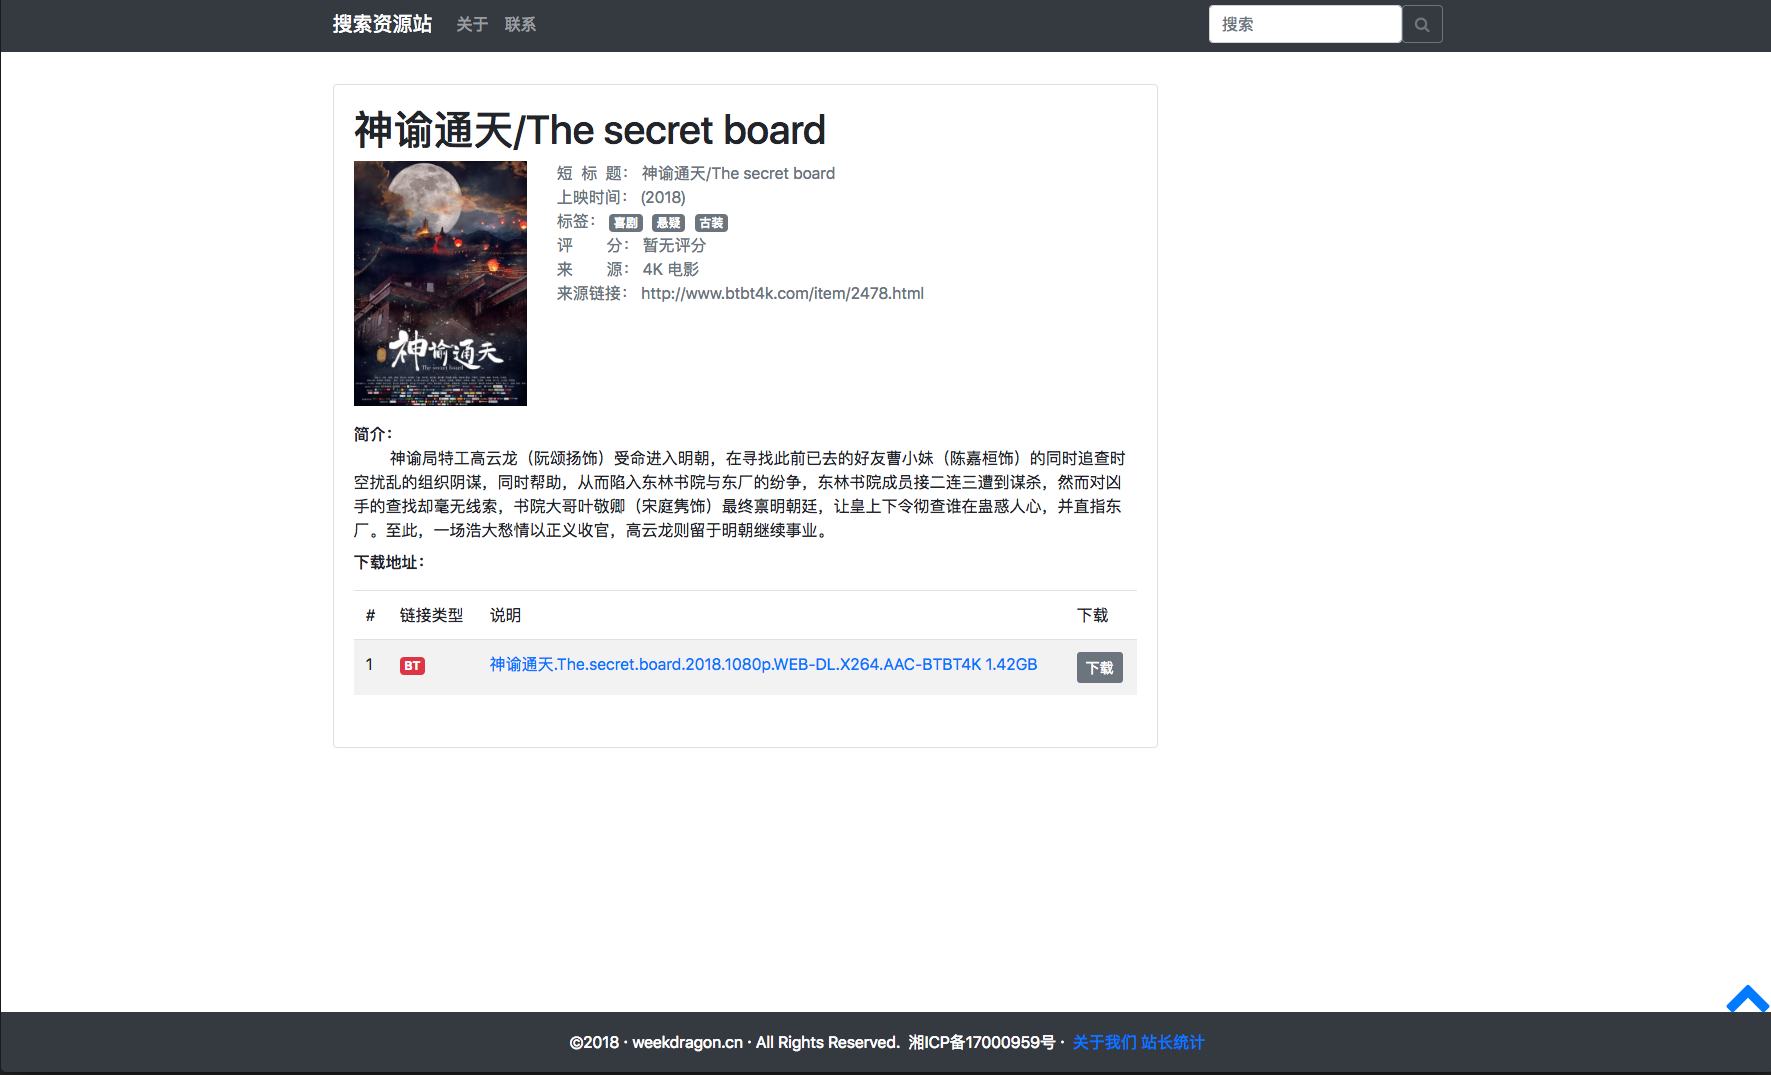 搜索资源站 关于 联系 搜索
神谕通天/The secret board
短 标 题： 神谕通天/The secret board
上映时间： (2018)
标签： 喜剧 悬疑 古装
评 分： 暂无评分
来 源： 4K 电影
来源链接： http://www.btbt4k.com/item/2478.html
神谕通天
The secret board
简介：
神谕局特工高云龙（阮颂扬饰）受命进入明朝，在寻找此前已去的好友曹小妹（陈嘉桓饰）的同时追查时
空扰乱的组织阴谋，同时帮助，从而陷入东林书院与东厂的纷争，东林书院成员接二连三遭到谋杀，然而对凶
手的查找却毫无线索，书院大哥叶敬卿（宋庭隽饰）最终禀明朝廷，让皇上下令彻查谁在蛊惑人心，并直指东
厂。至此，一场浩大愁情以正义收官，高云龙则留于明朝继续事业。
下载地址：
# 链接类型 说明 下载
1 BT 神谕通天.The.secret.board.2018.1080p.WEB-DL.X264.AAC-BTBT4K 1.42GB 下载
©2018 · weekdragon.cn · All Rights Reserved. 湘ICP备17000959号 · 关于我们 站长统计